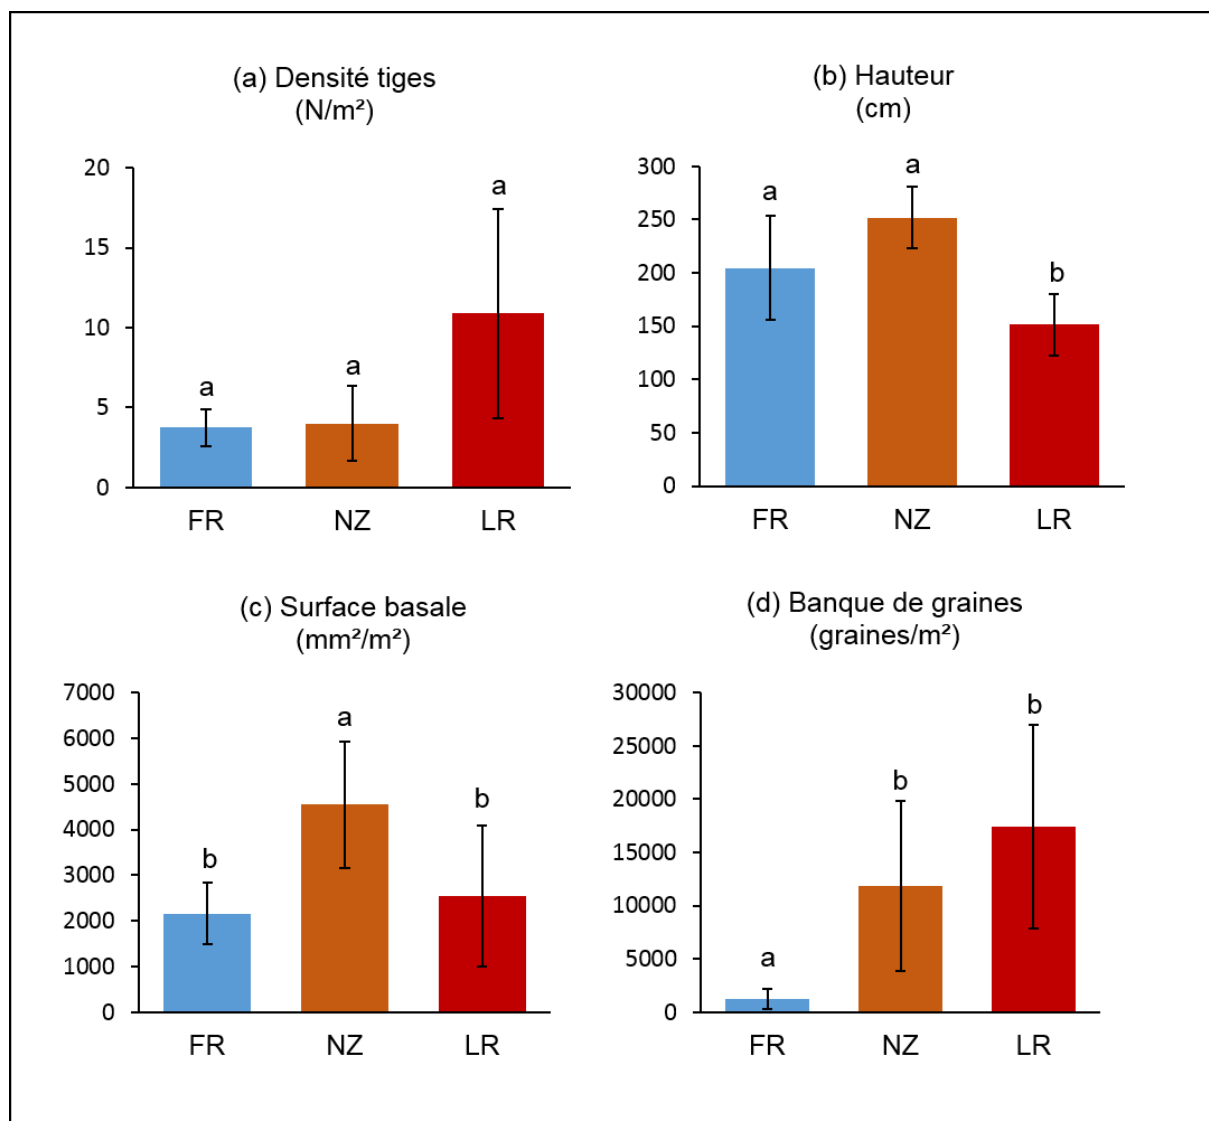 (a) Densité tiges
(N/m²)
20
15
10
5
0
a
a
a
FR NZ LR
(b) Hauteur
(cm)
300
250
200
150
100
50
0
a
a
b
FR NZ LR
(c) Surface basale
(mm²/m²)
7000
6000
5000
4000
3000
2000
1000
0
b
a
b
FR NZ LR
(d) Banque de graines
(graines/m²)
30000
25000
20000
15000
10000
5000
0
a
b
b
FR NZ LR